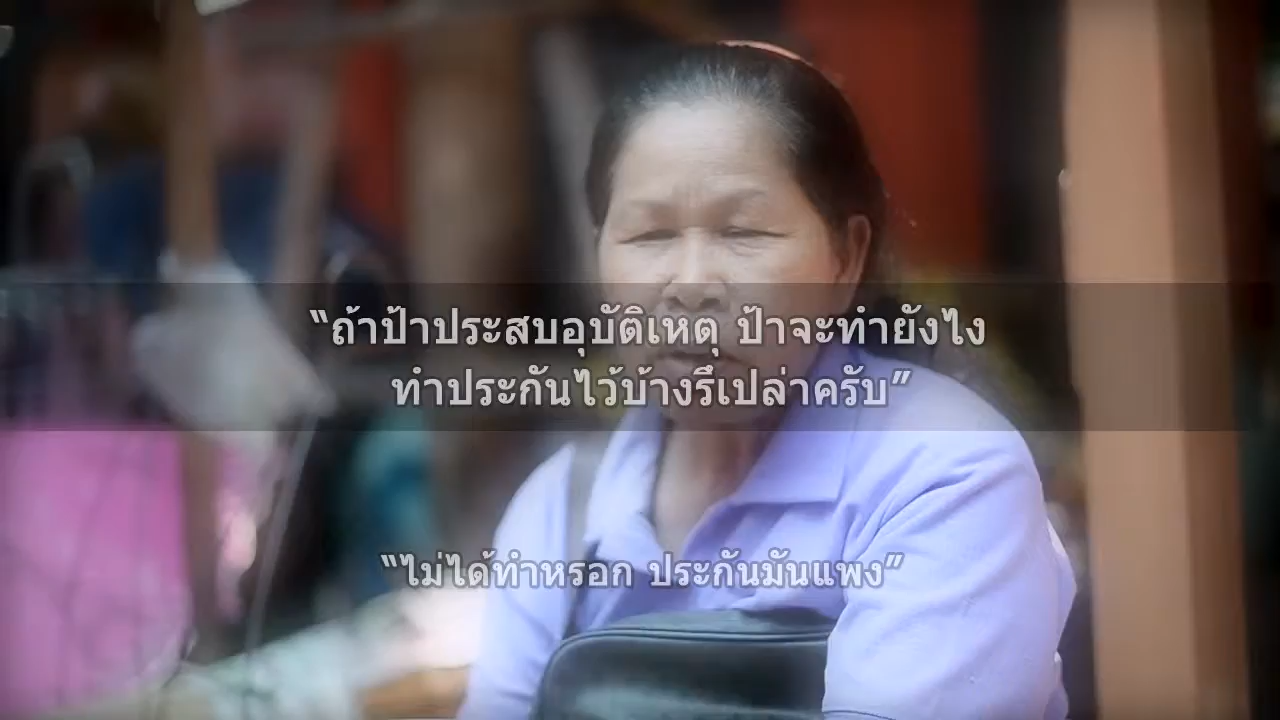 “ถ้าป้าประสบอุบัติเหตุ ป้าจะทำยังไง
ทำประกันไว้บ้างรึเปล่าครับ”
“ไม่ได้ทำหรอก ประกันมันแพง”